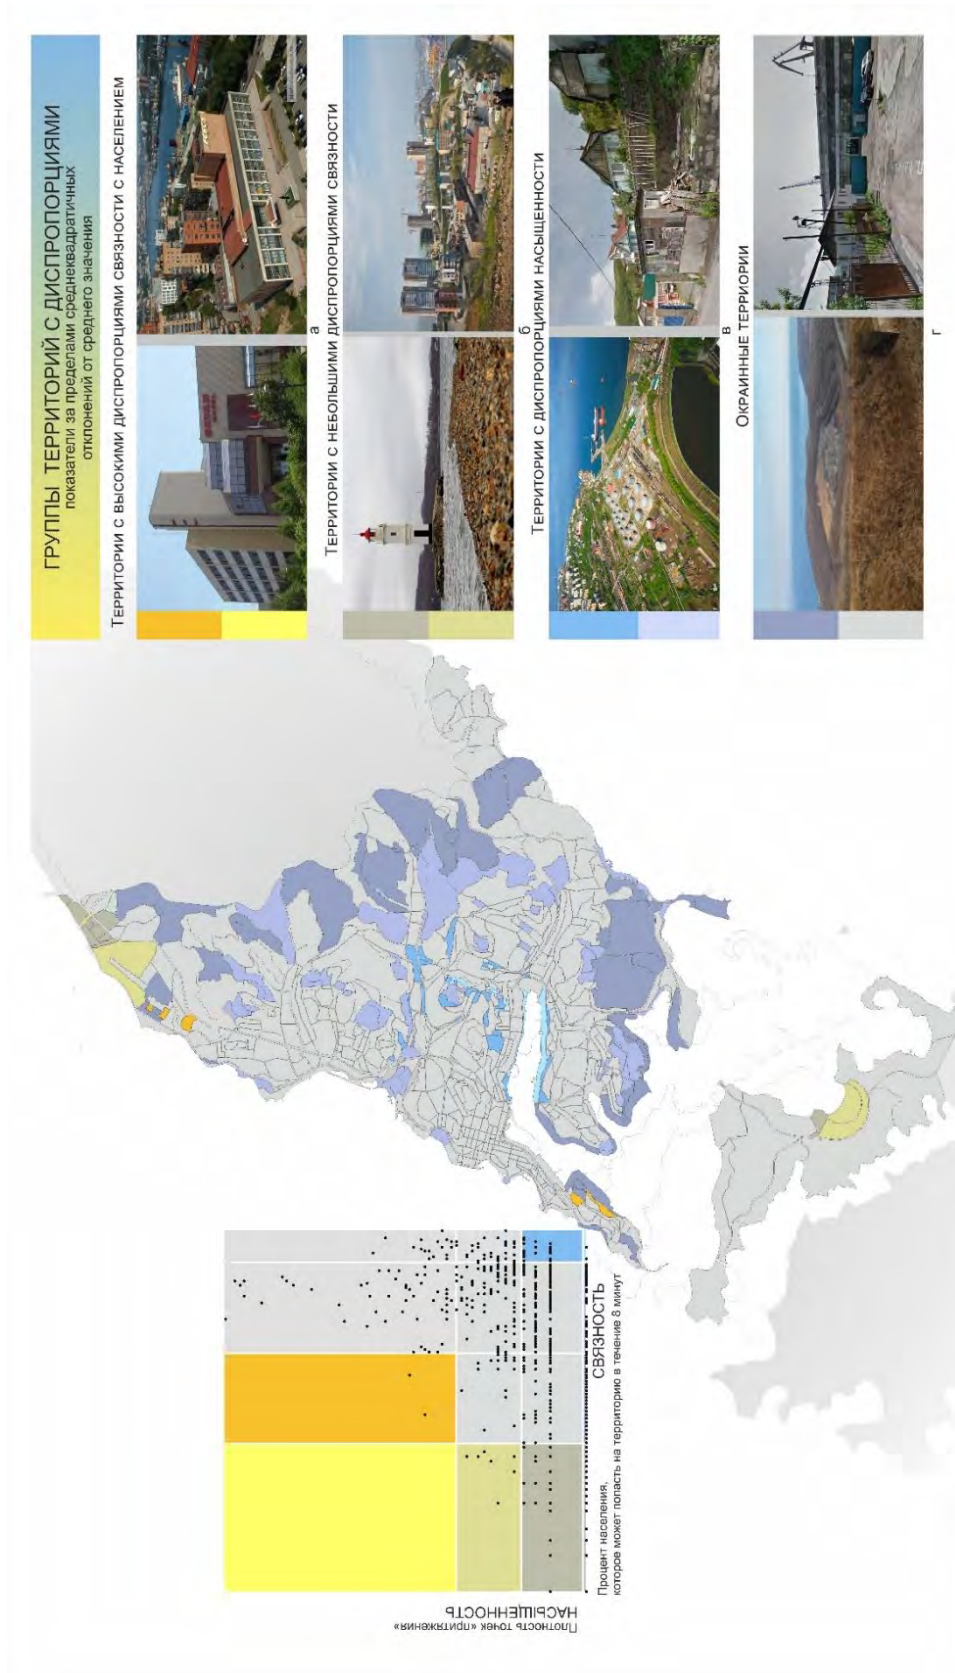 ГРУППЫ ТЕРРИТОРИЙ С ДИСПРОПОРЦИЯМИ
показатели за пределами среднеквадратичных
отклонений от среднего значения
ТЕРРИТОРИИ С ВЫСОКИМИ ДИСПРОПОРЦИЯМИ СВЯЗНОСТИ С НАСЕЛЕНИЕМ
а
ТЕРРИТОРИИ С НЕБОЛЬШИМИ ДИСПРОПОРЦИЯМИ СВЯЗНОСТИ
б
ТЕРРИТОРИИ С ДИСПРОПОРЦИЯМИ НАСЫЩЕННОСТИ
в
ОКРАИННЫЕ ТЕРРИОРИИ
г
Плотность точек «притяжения»
НАСЫЩЕННОСТЬ
СВЯЗНОСТЬ
Процент населения,
которое может попасть на территорию в течение 8 минут